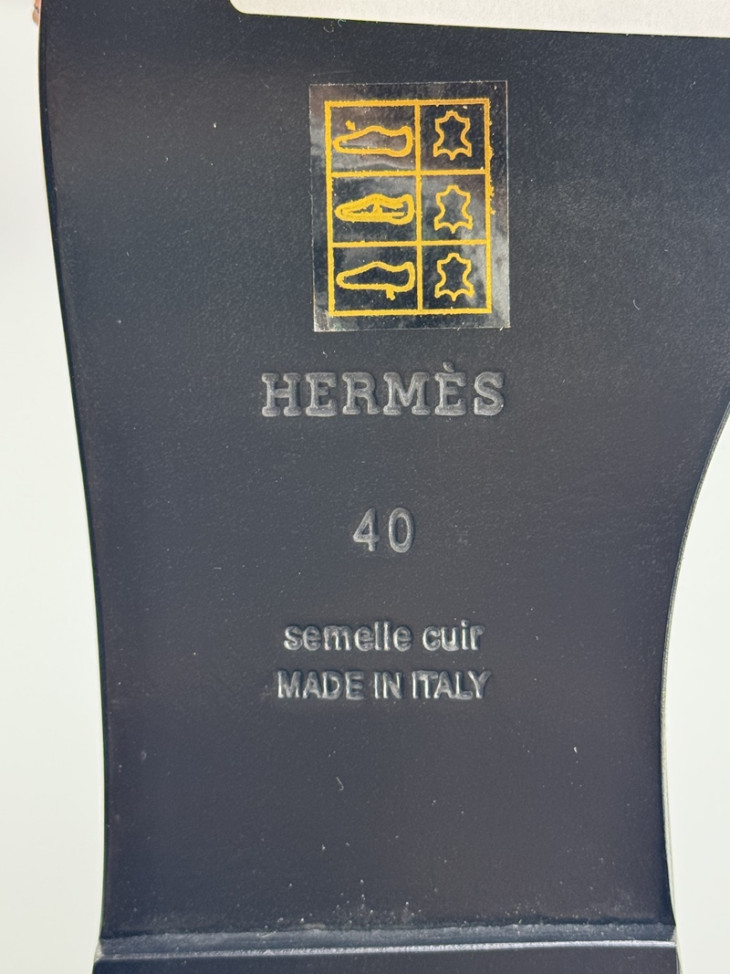 HERMÈS
40
semelle cuir
MADE IN ITALY